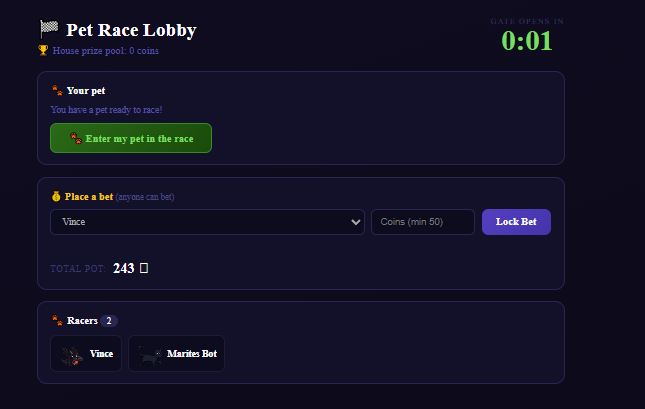 Pet Race Lobby
House prize pool: 0 coins
GATE OPENS IN
0:01
Your pet
You have a pet ready to race!
Enter my pet in the race
Place a bet (anyone can bet)
Vince
Coins (min 50)
Lock Bet
TOTAL POT: 243
Racers 2
Vince
Marites Bot